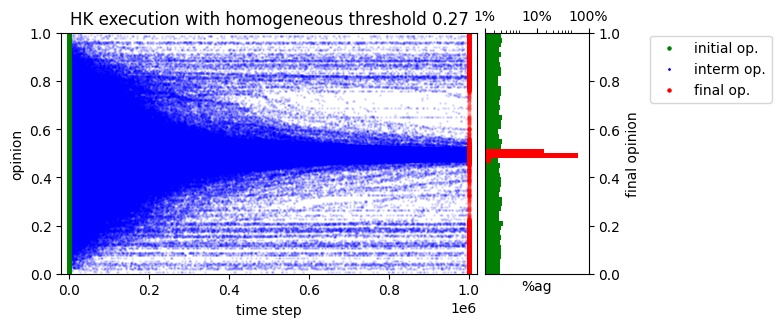 HK execution with homogeneous threshold 0.27
1% 10% 100%
initial op.
interm op.
final op.
1.0
0.8
0.6
0.4
0.2
0.0
opinion
0.0 0.2 0.4 0.6 0.8 1.0
1e6
time step
%ag
1.0
0.8
0.6
0.4
0.2
0.0
final opinion